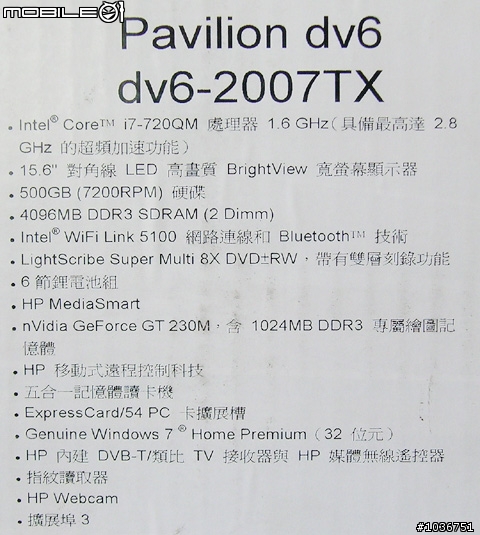 MOBILE01
Pavilion dv6
dv6-2007TX
• Intel® Core™ i7-720QM 處理器 1.6 GHz（具備最高達 2.8
GHz 的超頻加速功能）
• 15.6" 對角線 LED 高畫質 BrightView 寬螢幕顯示器
• 500GB (7200RPM) 硬碟
• 4096MB DDR3 SDRAM (2 Dimm)
• Intel® WiFi Link 5100 網路連線和 Bluetooth™ 技術
• LightScribe Super Multi 8X DVD±RW，帶有雙層刻錄功能
• 6 節鋰電池組
• HP MediaSmart
• nVidia GeForce GT 230M，含 1024MB DDR3 專屬繪圖記
憶體
• HP 移動式遠程控制科技
• 五合一記憶體讀卡機
• ExpressCard/54 PC 卡擴展槽
• Genuine Windows 7 ® Home Premium（32 位元）
• HP 內建 DVB-T/類比 TV 接收器與 HP 媒體無線遙控器
• 指紋讀取器
• HP Webcam
• 擴展埠 3
#1036751